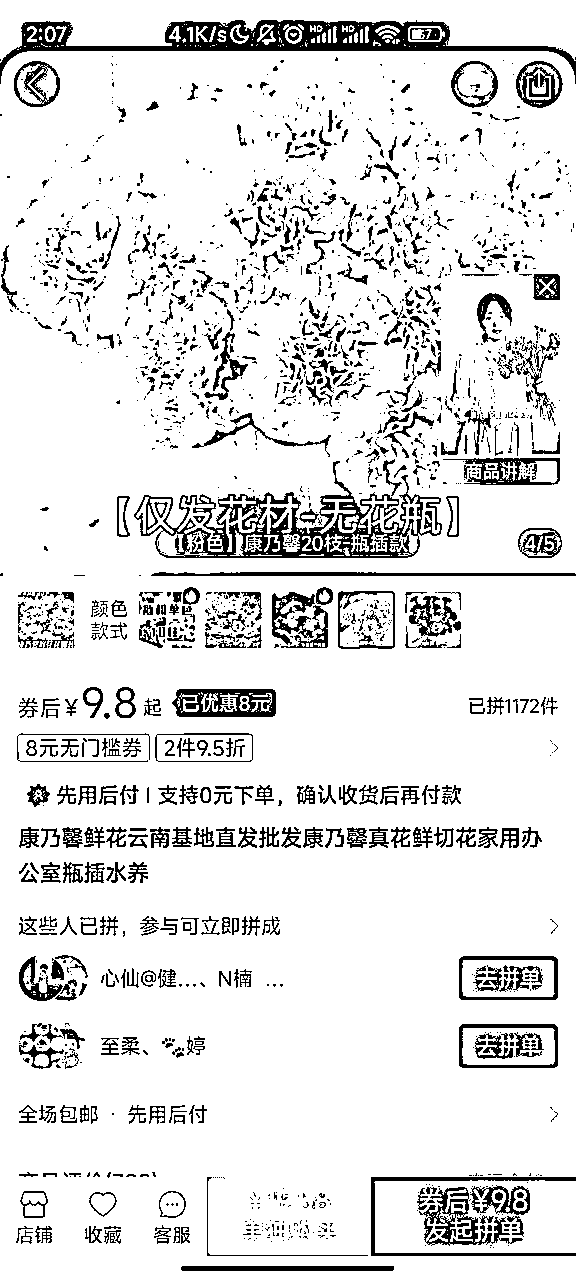 2:07 4.1K/s HD HD 67
商品讲解
【仅发花材-无花瓶】
【粉色】康乃馨20枝-瓶插款
4/5
颜色
款式
券后¥9.8起 已优惠8元 已拼1172件
8元无门槛券 2件9.5折
先用后付 | 支持0元下单，确认收货后再付款
康乃馨鲜花云南基地直发批发康乃馨真花鲜切花家用办
公室瓶插水养
这些人已拼，参与可立即拼成
心仙@健...、N楠 ... 去拼单
至柔、🐾婷 去拼单
全场包邮 · 先用后付
店铺 收藏 客服
券后¥9.8
发起拼单